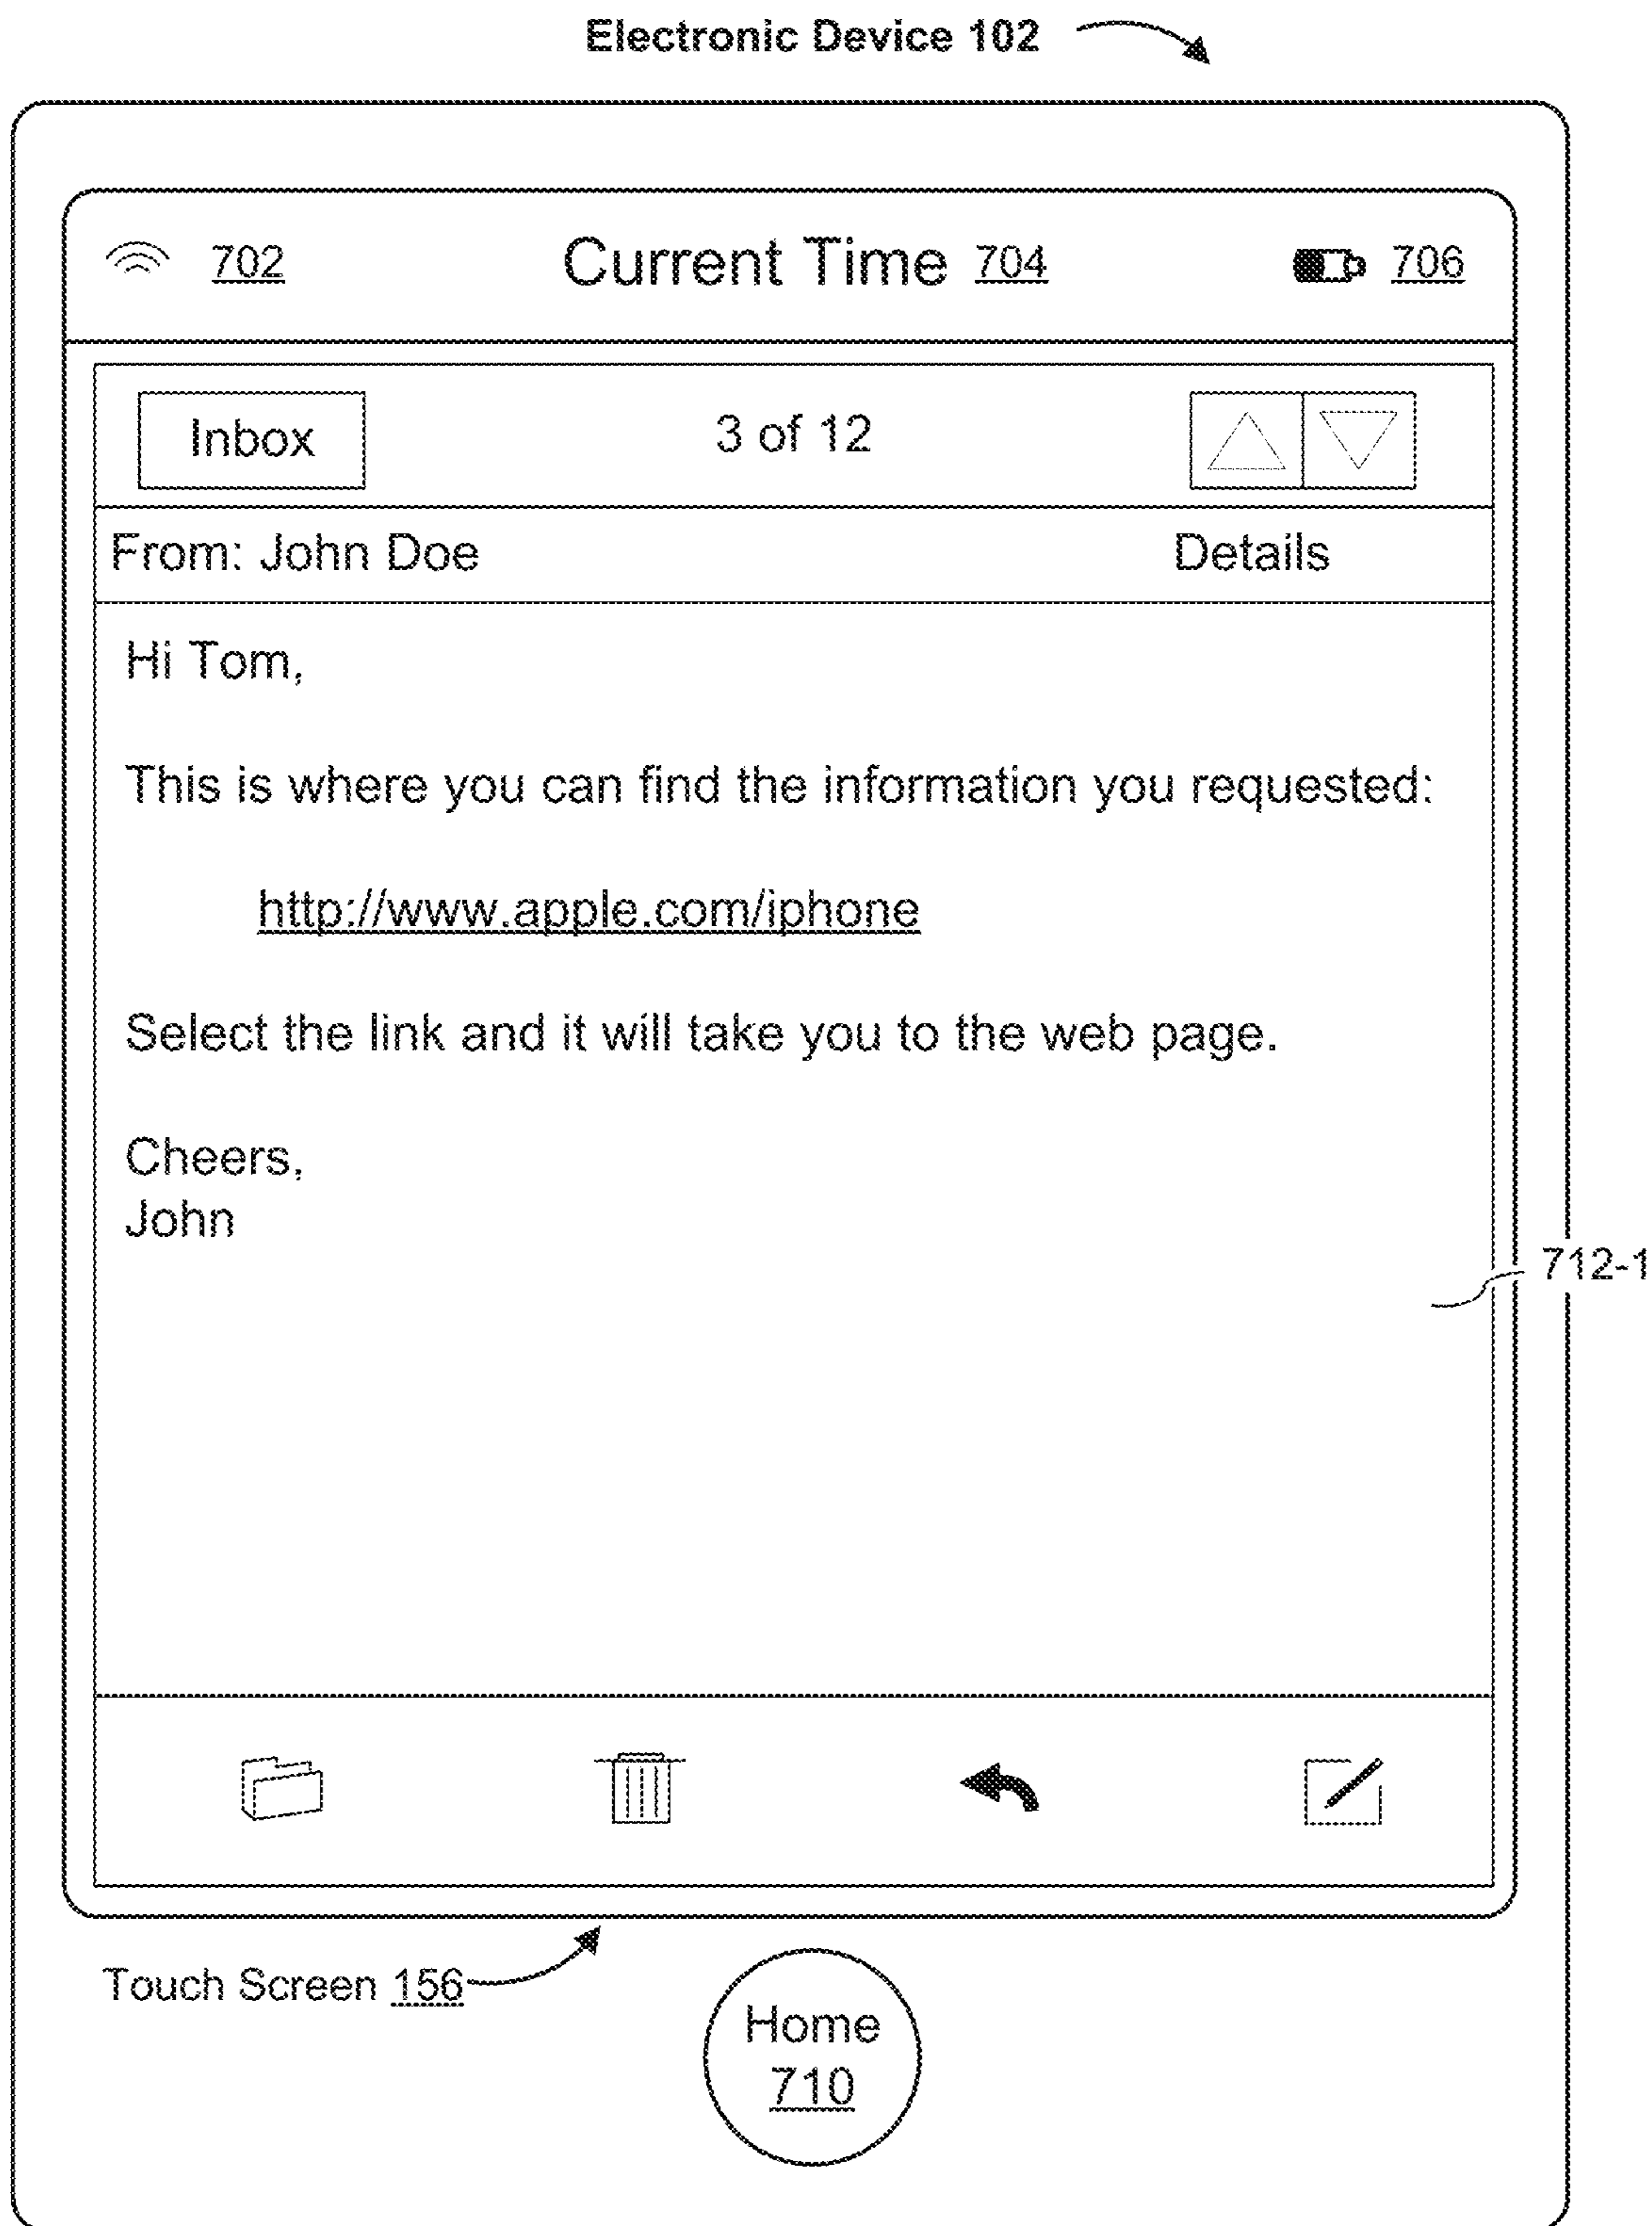 Electronic Device 102
702 Current Time 704 706
Inbox 3 of 12
From: John Doe Details
Hi Tom,
This is where you can find the information you requested:
http://www.apple.com/iphone
Select the link and it will take you to the web page.
Cheers,
John
712-1
Touch Screen 156
Home
710